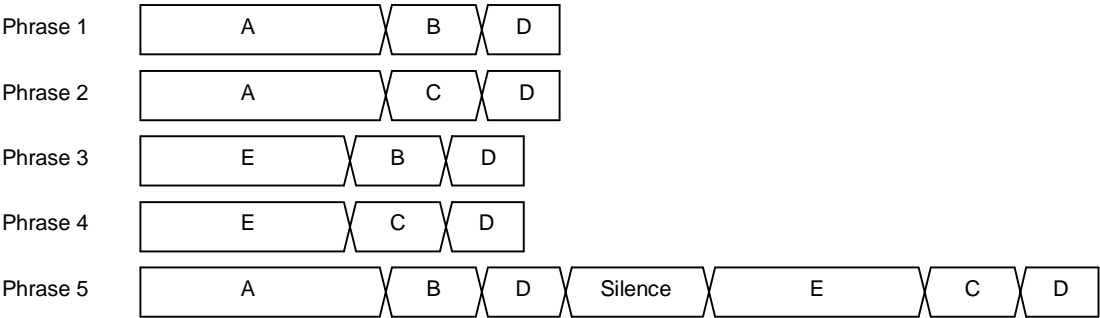 Phrase 1 A B D
Phrase 2 A C D
Phrase 3 E B D
Phrase 4 E C D
Phrase 5 A B D Silence E C D